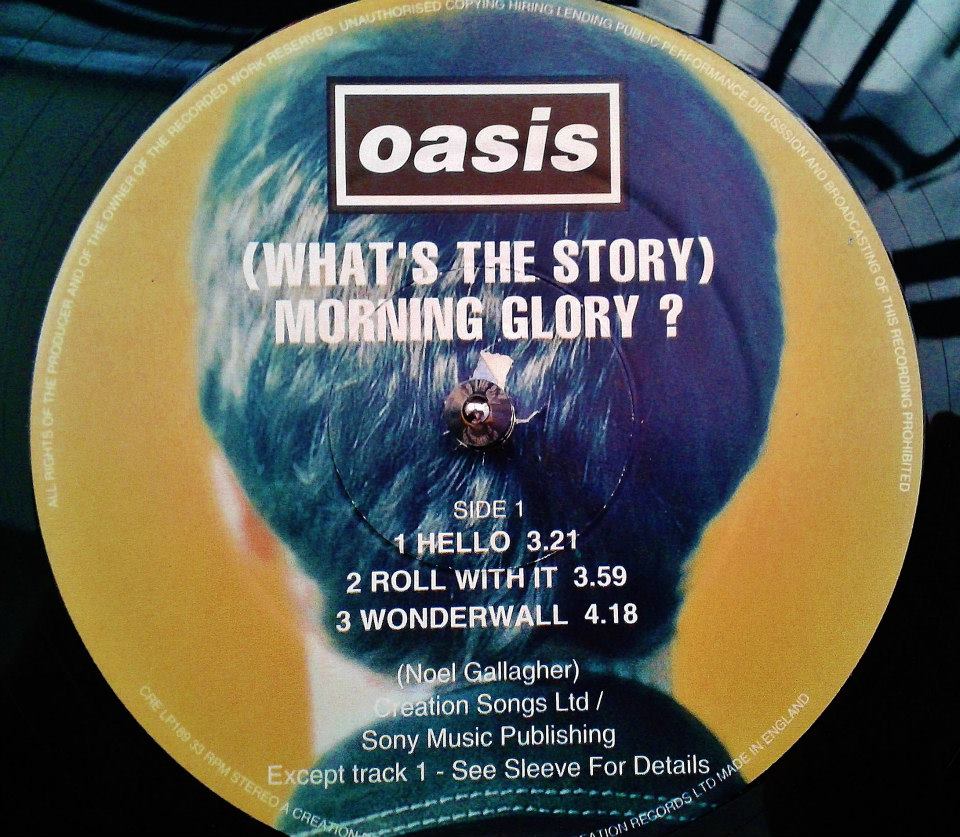 ALL RIGHTS OF THE PRODUCER AND OF THE OWNER OF THE RECORDED WORK RESERVED. UNAUTHORISED COPYING HIRING LENDING PUBLIC PERFORMANCE DIFUSSSION AND BROADCASTING OF THIS RECORDING PROHIBITED
oasis
(WHAT'S THE STORY)
MORNING GLORY ?
SIDE 1
1 HELLO 3.21
2 ROLL WITH IT 3.59
3 WONDERWALL 4.18
(Noel Gallagher)
Creation Songs Ltd /
Sony Music Publishing
Except track 1 - See Sleeve For Details
CRE LP189 33 RPM STEREO A CREATION RECORDS LTD MADE IN ENGLAND